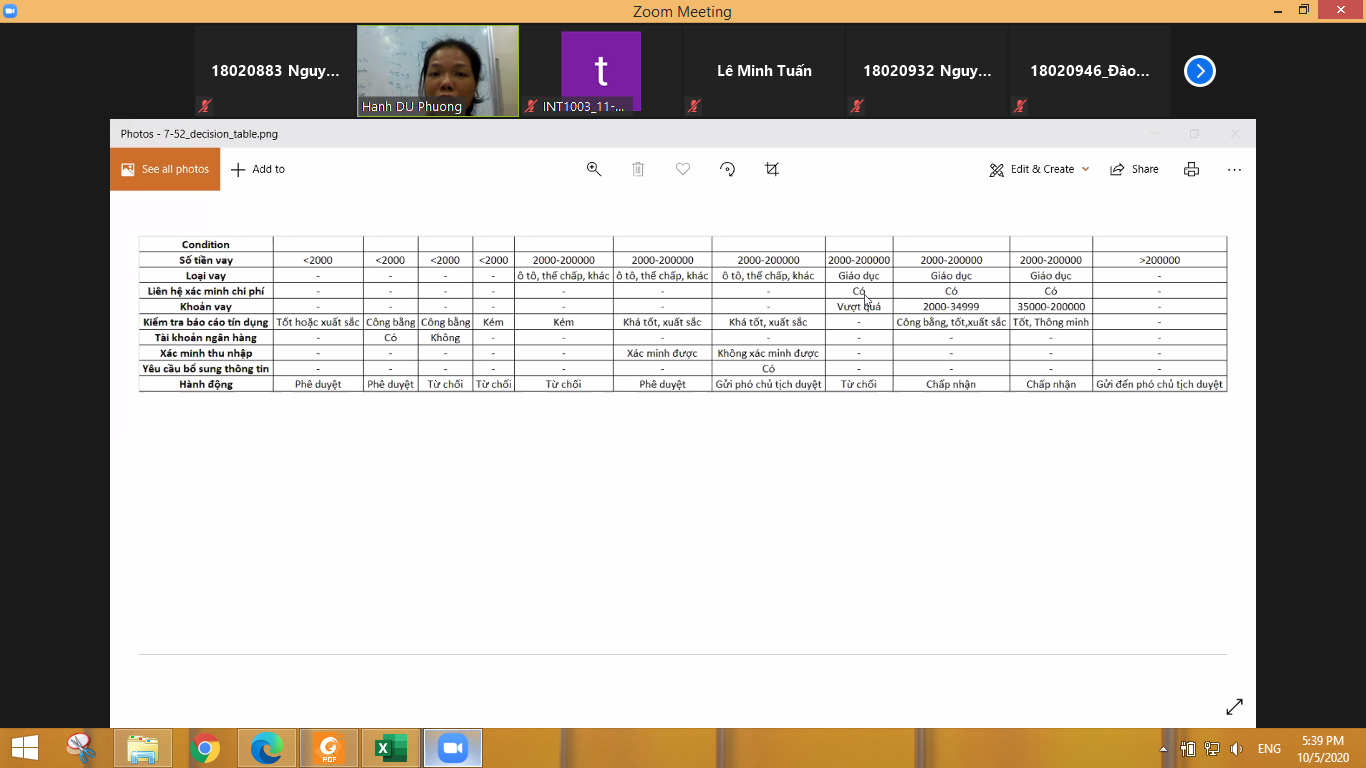 Zoom Meeting
18020883 Nguy...
Hanh DU Phuong
t
INT1003_11-...
Lê Minh Tuấn
18020932 Nguy...
18020946_Đào...
Photos - 7-52_decision_table.png
See all photos
Add to
Edit & Create
Share
Condition
Số tiền vay <2000 <2000 <2000 <2000 2000-200000 2000-200000 2000-200000 2000-200000 2000-200000 2000-200000 >200000
Loại vay - - - - ô tô, thế chấp, khác ô tô, thế chấp, khác ô tô, thế chấp, khác Giáo dục Giáo dục Giáo dục -
Liên hệ xác minh chi phí - - - - - - - Có Có Có -
Khoản vay - - - - - - - Vượt quá 2000-34999 35000-200000 -
Kiểm tra báo cáo tín dụng Tốt hoặc xuất sắc Công bằng Công bằng Kém Kém Khá tốt, xuất sắc Khá tốt, xuất sắc - Công bằng, tốt,xuất sắc Tốt, Thông minh -
Tài khoản ngân hàng - Có Không - - - - - - - -
Xác minh thu nhập - - - - - Xác minh được Không xác minh được - - - -
Yêu cầu bổ sung thông tin - - - - - - Có - - - -
Hành động Phê duyệt Phê duyệt Từ chối Từ chối Từ chối Phê duyệt Gửi phó chủ tịch duyệt Từ chối Chấp nhận Chấp nhận Gửi đến phó chủ tịch duyệt
PDF
ENG
5:39 PM
10/5/2020